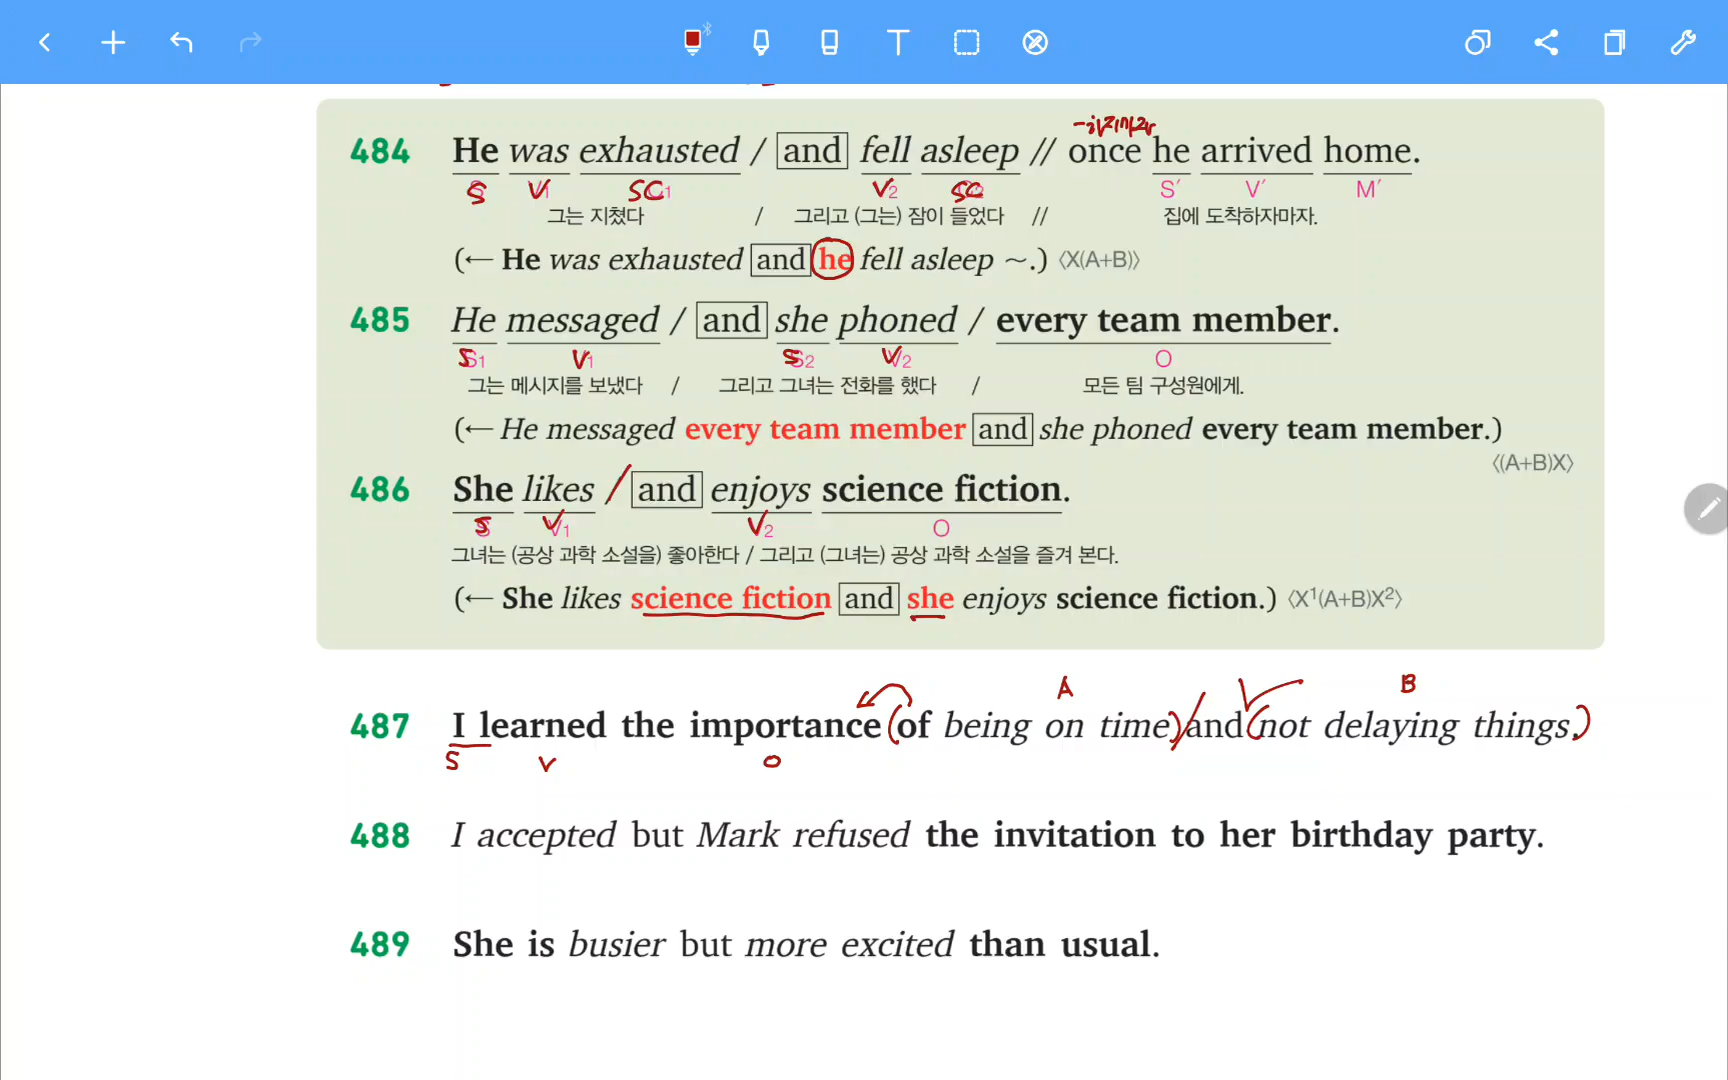 -하자마자
484 He was exhausted / and fell asleep // once he arrived home.
S V1 SC1 V2 SC2 S′ V′ M′
그는 지쳤다 / 그리고 (그는) 잠이 들었다 // 집에 도착하자마자.
(← He was exhausted and he fell asleep ~.) ⟨X(A+B)⟩
485 He messaged / and she phoned / every team member.
S1 V1 S2 V2 O
그는 메시지를 보냈다 / 그리고 그녀는 전화를 했다 / 모든 팀 구성원에게.
(← He messaged every team member and she phoned every team member.)
⟨(A+B)X⟩
486 She likes / and enjoys science fiction.
S V1 V2 O
그녀는 (공상 과학 소설을) 좋아한다 / 그리고 (그녀는) 공상 과학 소설을 즐겨 본다.
(← She likes science fiction and she enjoys science fiction.) ⟨X¹(A+B)X²⟩
A B
487 I learned the importance (of being on time)/and (not delaying things.)
S V O
488 I accepted but Mark refused the invitation to her birthday party.
489 She is busier but more excited than usual.